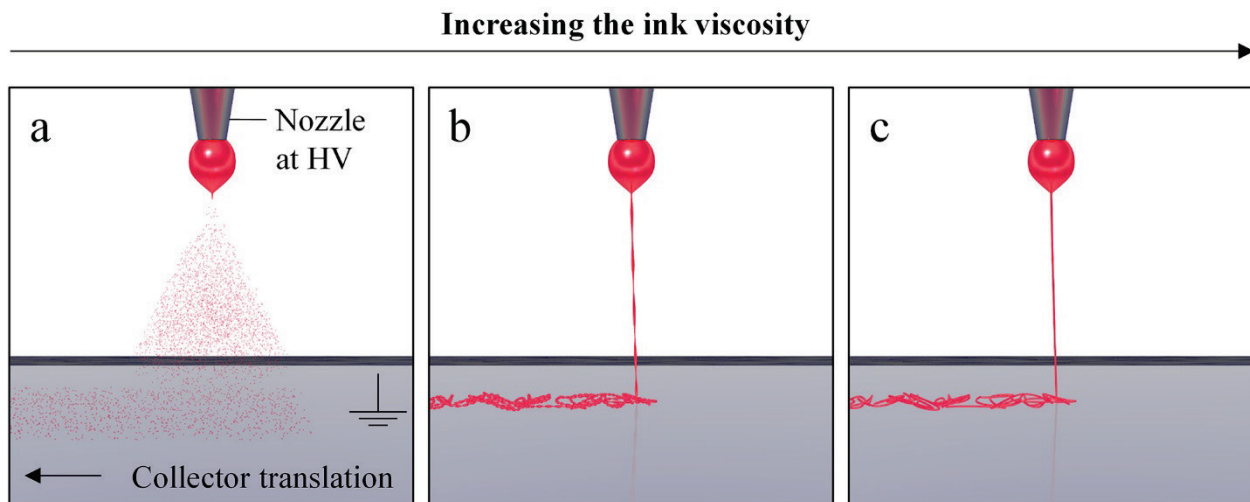 Increasing the ink viscosity
a
Nozzle
at HV
Collector translation
b
c